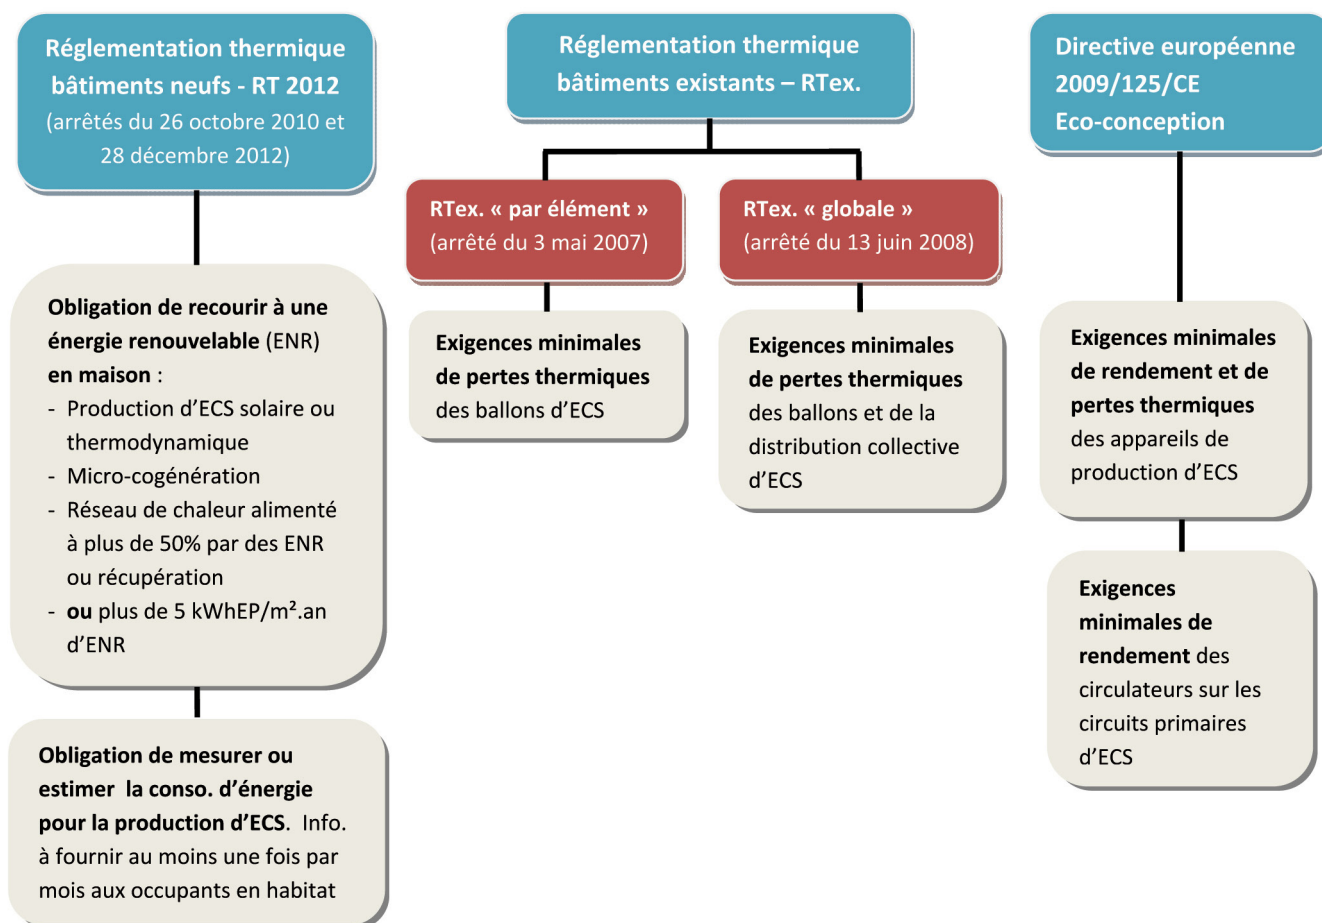 Réglementation thermique
bâtiments neufs - RT 2012
(arrêtés du 26 octobre 2010 et
28 décembre 2012)
Obligation de recourir à une
énergie renouvelable (ENR)
en maison :
- Production d’ECS solaire ou
thermodynamique
- Micro-cogénération
- Réseau de chaleur alimenté
à plus de 50% par des ENR
ou récupération
- ou plus de 5 kWhEP/m².an
d’ENR
Obligation de mesurer ou
estimer la conso. d’énergie
pour la production d’ECS. Info.
à fournir au moins une fois par
mois aux occupants en habitat
Réglementation thermique
bâtiments existants – RTex.
RTex. « par élément »
(arrêté du 3 mai 2007)
Exigences minimales
de pertes thermiques
des ballons d’ECS
RTex. « globale »
(arrêté du 13 juin 2008)
Exigences minimales
de pertes thermiques
des ballons et de la
distribution collective
d’ECS
Directive européenne
2009/125/CE
Eco-conception
Exigences minimales
de rendement et de
pertes thermiques
des appareils de
production d’ECS
Exigences
minimales de
rendement des
circulateurs sur les
circuits primaires
d’ECS